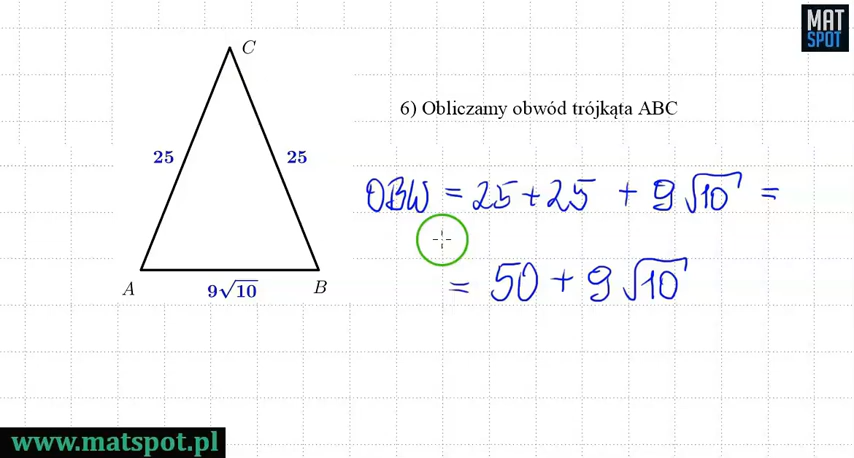 MAT
SPOT
C
6) Obliczamy obwód trójkąta ABC
25
25
OBW = 25 + 25 + 9√10 =
= 50 + 9√10
A
9√10
B
www.matspot.pl